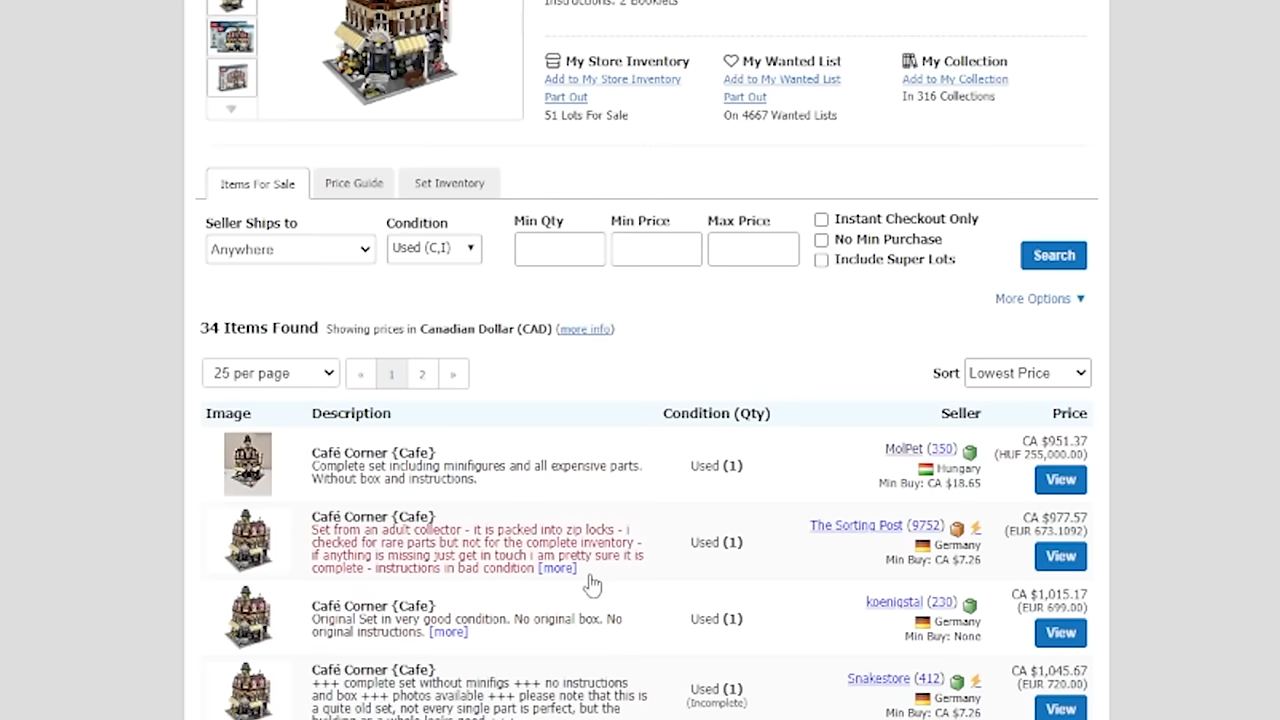 Instructions: 2 Booklets
My Store Inventory
Add to My Store Inventory
Part Out
51 Lots For Sale
My Wanted List
Add to My Wanted List
Part Out
On 4667 Wanted Lists
My Collection
Add to My Collection
In 316 Collections
Items For Sale
Price Guide
Set Inventory
Seller Ships to
Anywhere
Condition
Used (C,I)
Min Qty
Min Price
Max Price
Instant Checkout Only
No Min Purchase
Include Super Lots
Search
More Options ▼
34 Items Found Showing prices in Canadian Dollar (CAD) (more info)
25 per page
« 1 2 »
Sort Lowest Price
Image Description Condition (Qty) Seller Price
Café Corner {Cafe}
Complete set including minifigures and all expensive parts.
Without box and instructions.
Used (1)
MolPet (350)
Hungary
Min Buy: CA $18.65
CA $951.37
(HUF 255,000.00)
View
Café Corner {Cafe}
Set from an adult collector - it is packed into zip locks - i
checked for rare parts but not for the complete inventory -
if anything is missing just get in touch i am pretty sure it is
complete - instructions in bad condition [more]
Used (1)
The Sorting Post (9752)
Germany
Min Buy: CA $7.26
CA $977.57
(EUR 673.1092)
View
Café Corner {Cafe}
Original Set in very good condition. No original box. No
original instructions. [more]
Used (1)
koenigstal (230)
Germany
Min Buy: None
CA $1,015.17
(EUR 699.00)
View
Café Corner {Cafe}
+++ complete set without minifigs +++ no instructions
and box +++ photos available +++ please note that this is
a quite old set, not every single part is perfect, but the
building as a whole looks good +++
Used (1)
(Incomplete)
Snakestore (412)
Germany
Min Buy: CA $7.26
CA $1,045.67
(EUR 720.00)
View